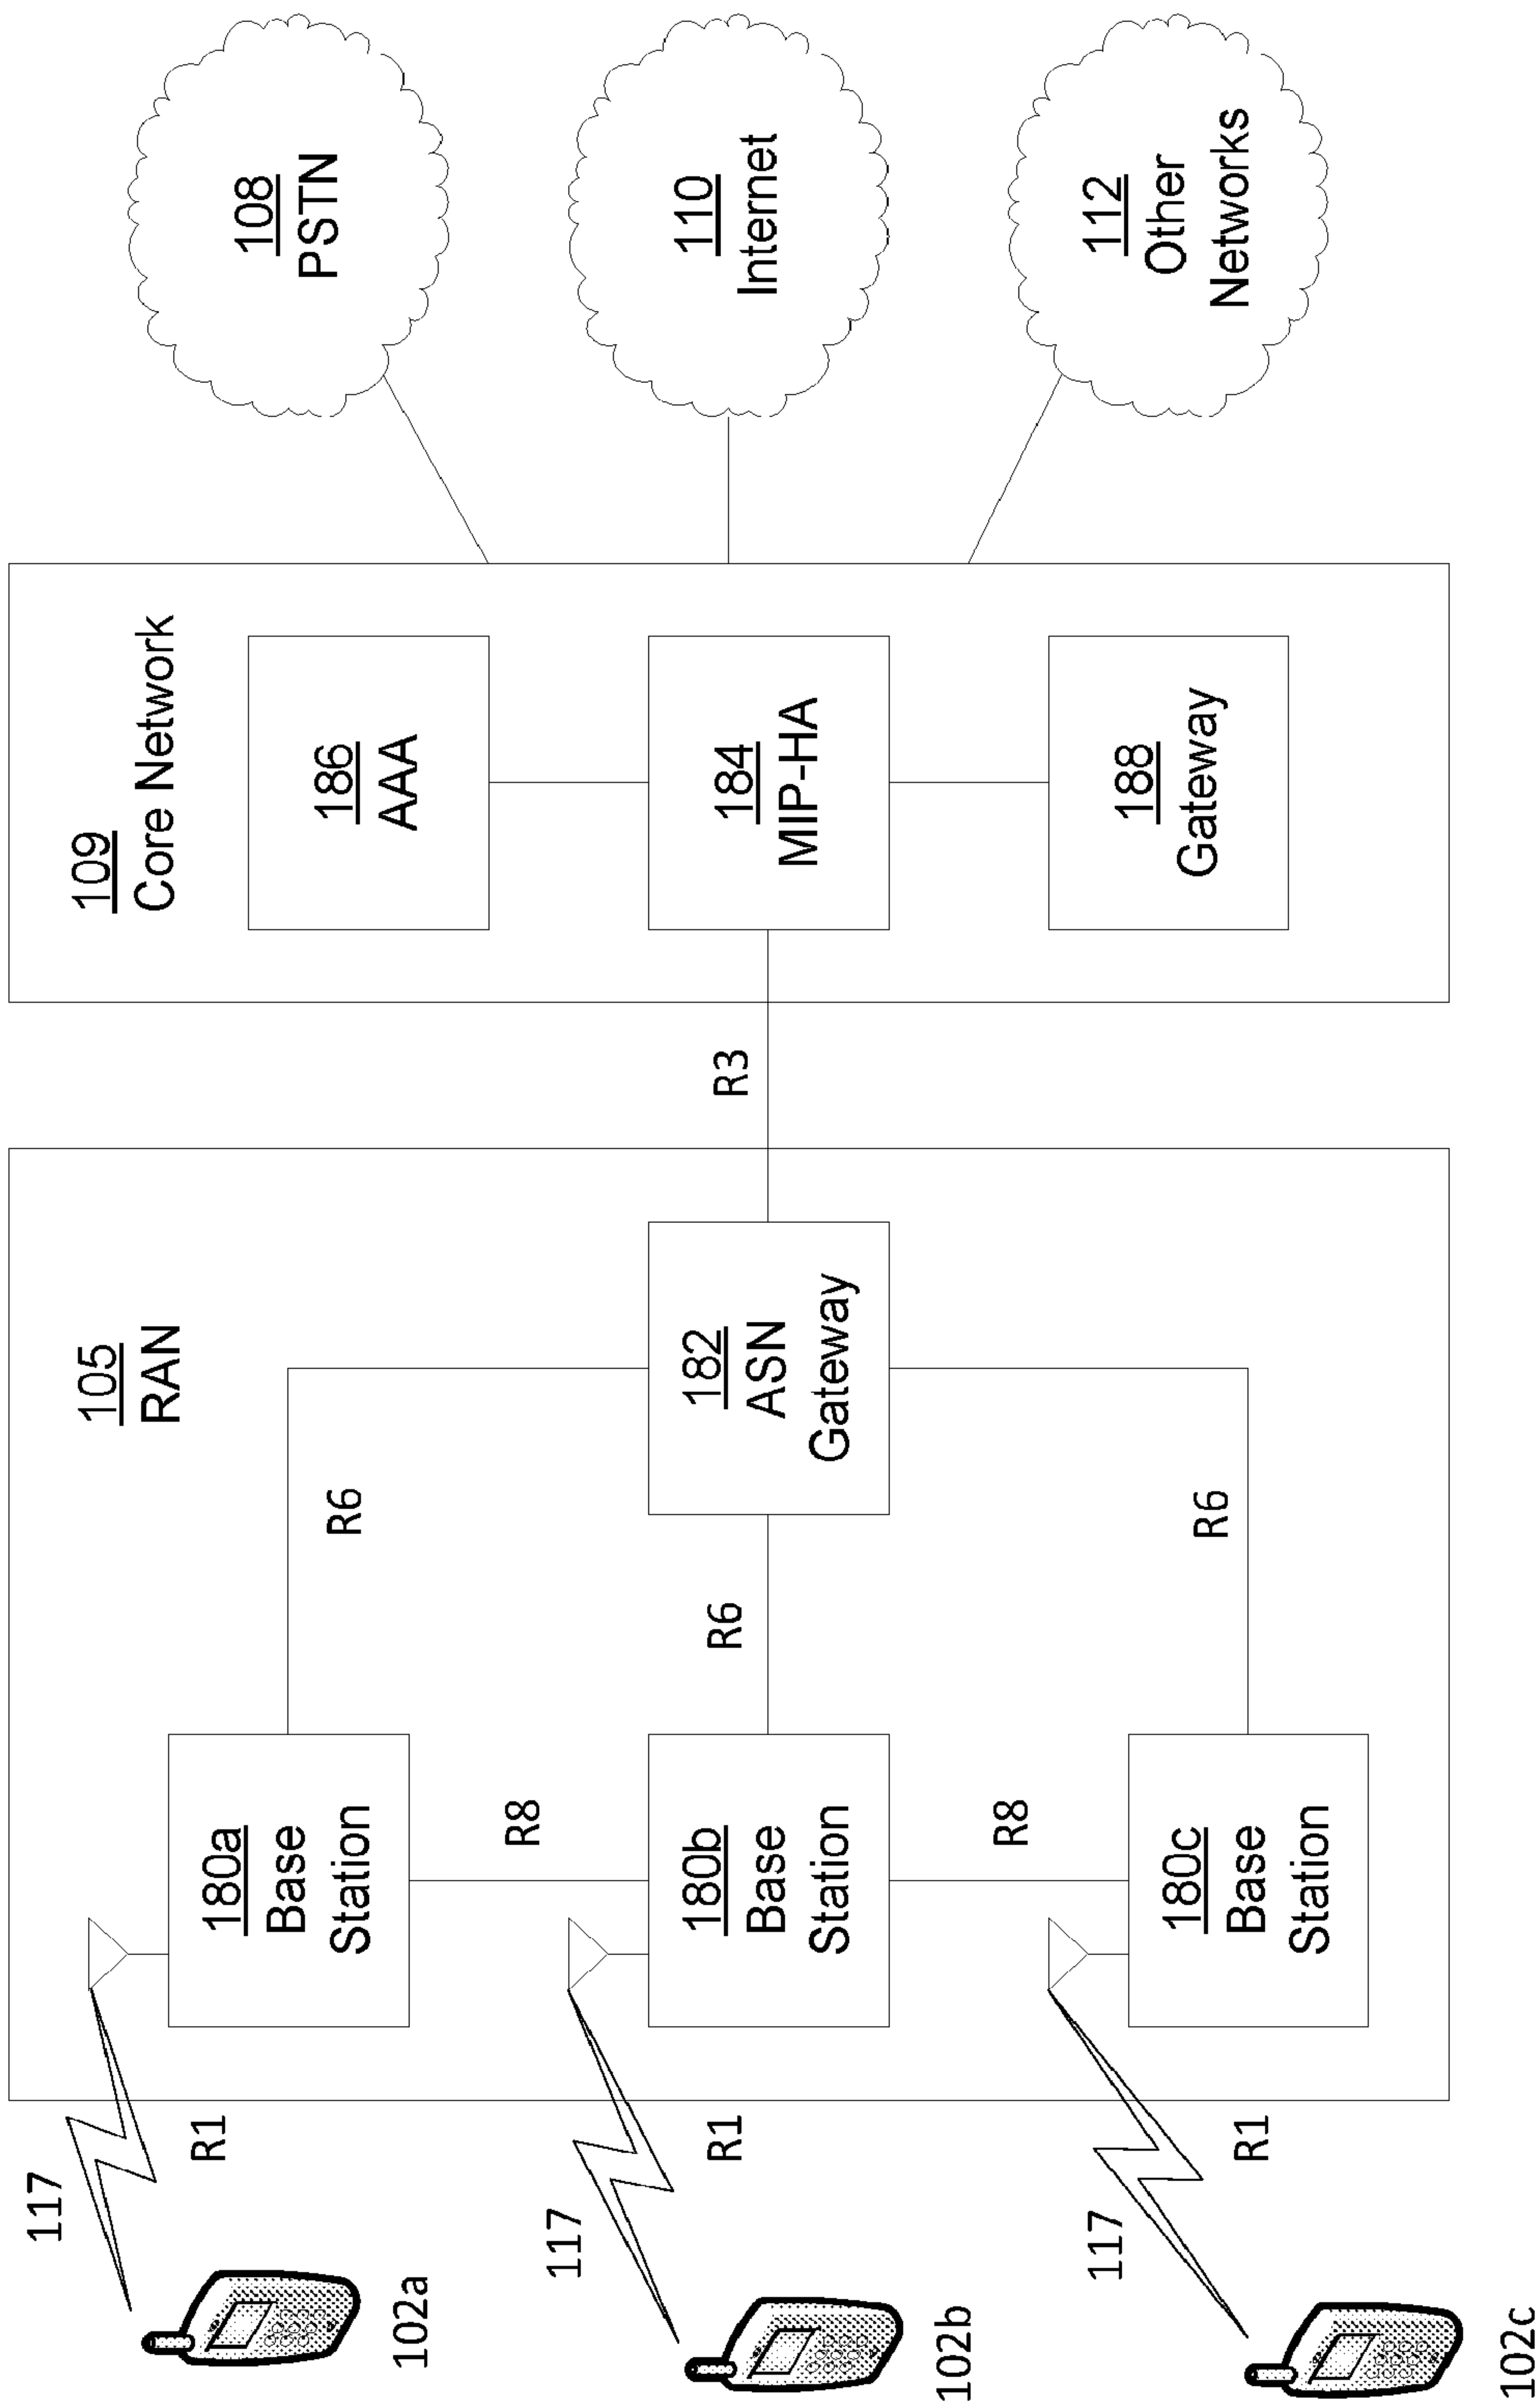 117
R1
102a
117
R1
102b
117
R1
102c
105
RAN
180a
Base
Station
R8
180b
Base
Station
R8
180c
Base
Station
R6
R6
R6
182
ASN
Gateway
R3
109
Core Network
186
AAA
184
MIP-HA
188
Gateway
108
PSTN
110
Internet
112
Other
Networks